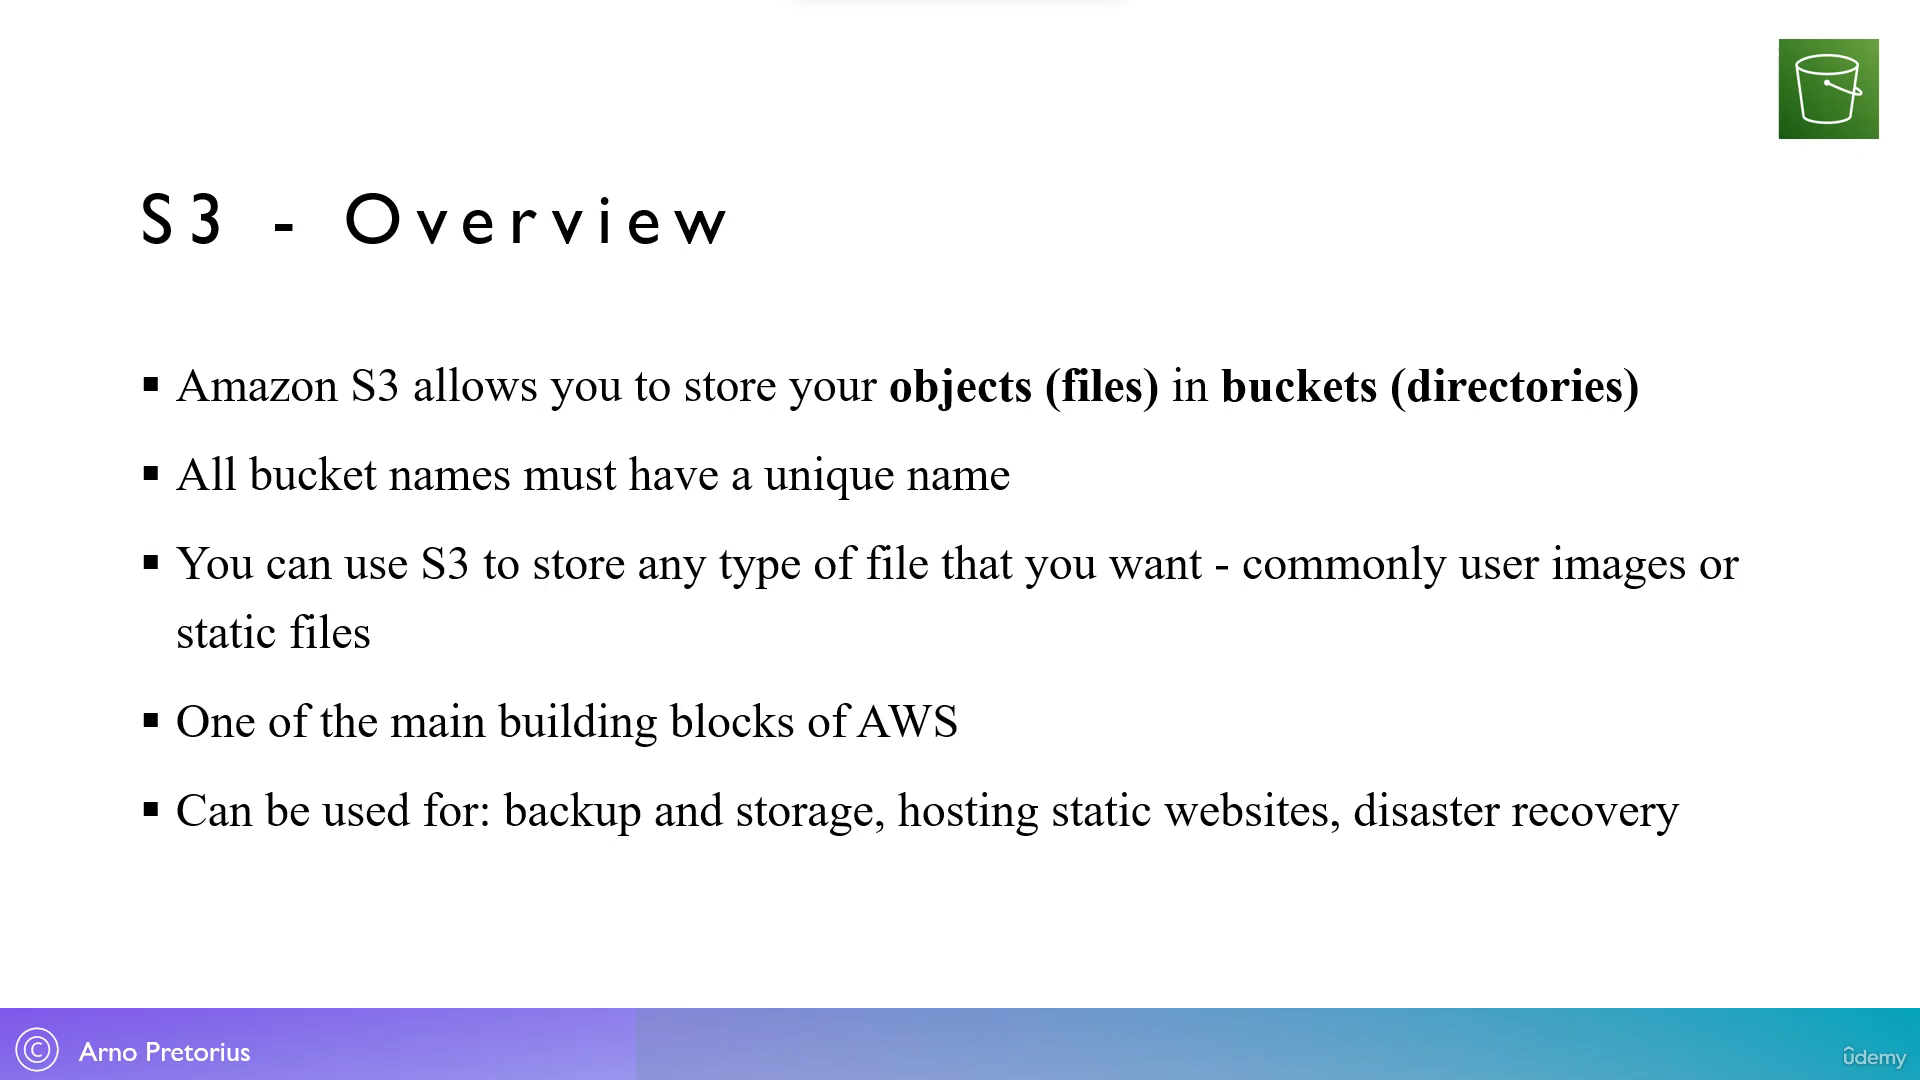 S3 - Overview
▪ Amazon S3 allows you to store your objects (files) in buckets (directories)
▪ All bucket names must have a unique name
▪ You can use S3 to store any type of file that you want - commonly user images or
static files
▪ One of the main building blocks of AWS
▪ Can be used for: backup and storage, hosting static websites, disaster recovery
© Arno Pretorius
ûdemy